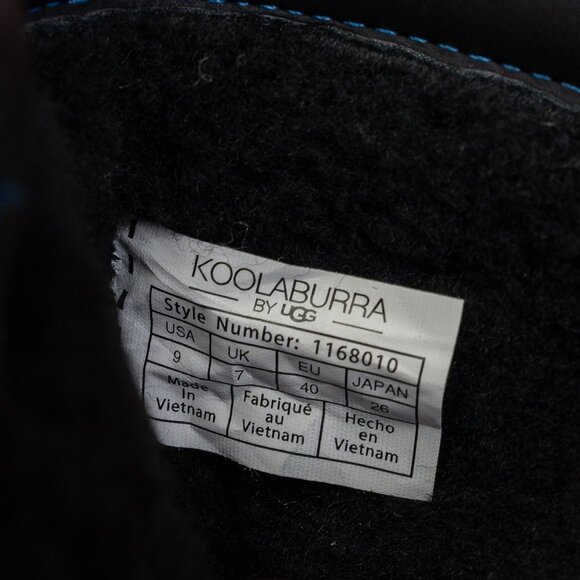 KOOLABURRA
BY UGG
Style Number: 1168010
USA UK EU JAPAN
9 7 40 26
Made in Vietnam
Fabriqué au Vietnam
Hecho en Vietnam